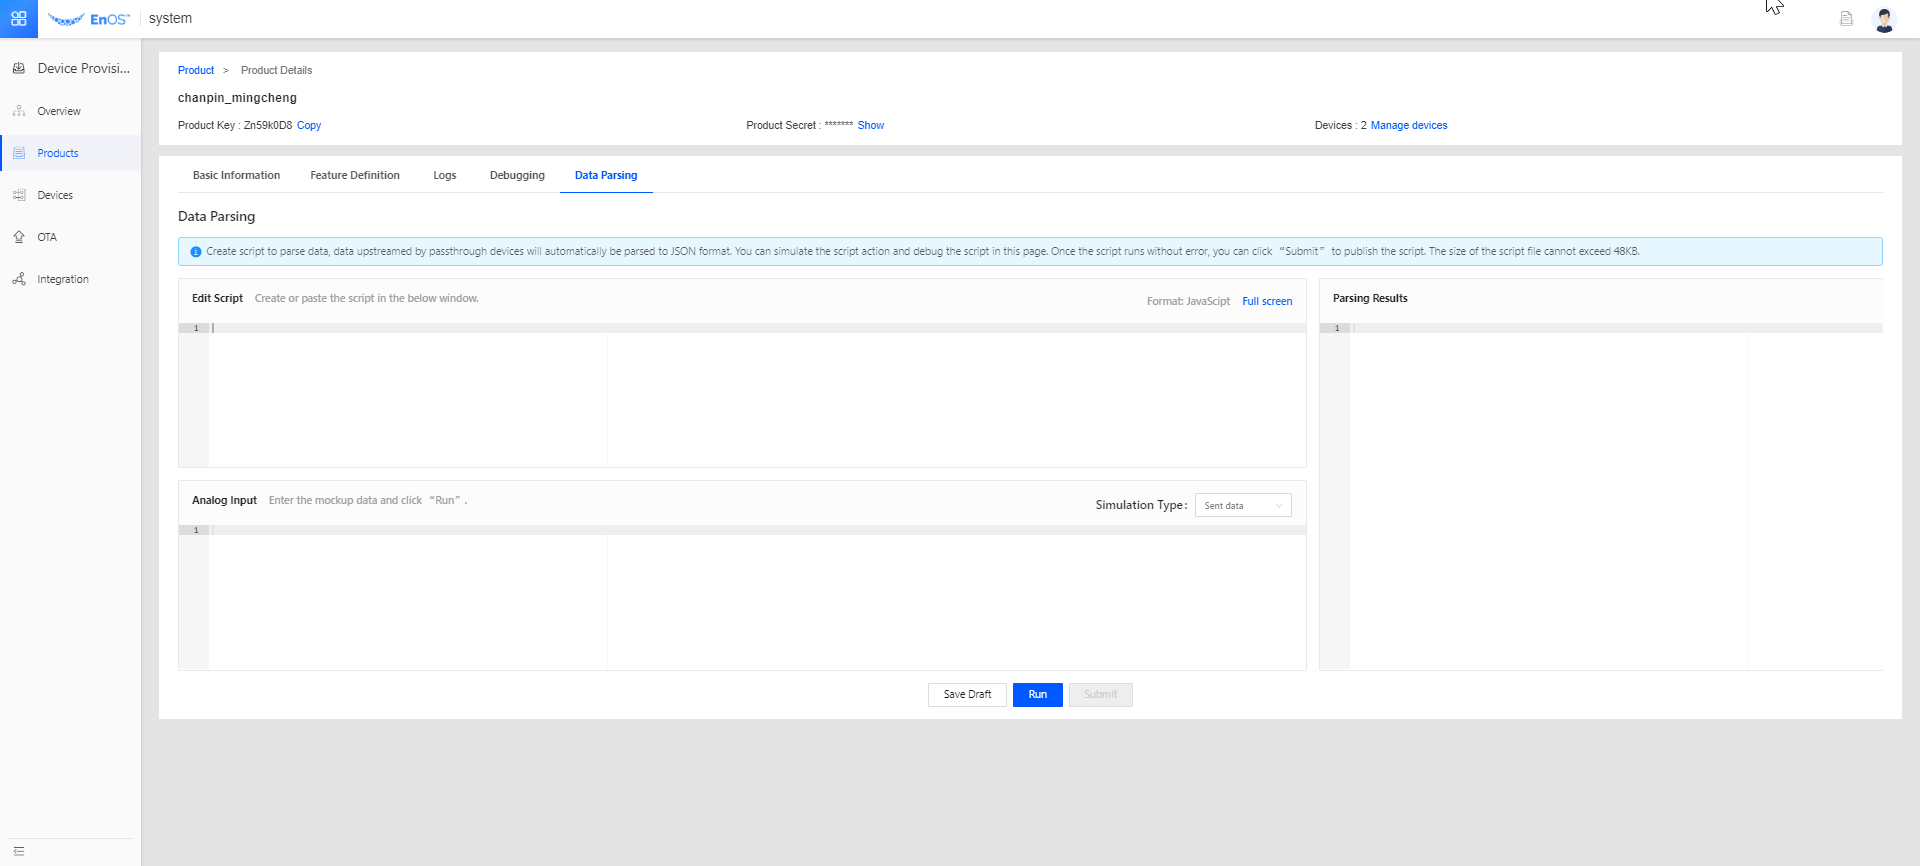 EnOS™ system
Device Provisi...
Overview
Products
Devices
OTA
Integration
Product > Product Details
chanpin_mingcheng
Product Key : Zn59k0D8 Copy
Product Secret : ******* Show
Devices : 2 Manage devices
Basic Information Feature Definition Logs Debugging Data Parsing
Data Parsing
Create script to parse data, data upstreamed by passthrough devices will automatically be parsed to JSON format. You can simulate the script action and debug the script in this page. Once the script runs without error, you can click “Submit” to publish the script. The size of the script file cannot exceed 48KB.
Edit Script Create or paste the script in the below window.
Format: JavaScipt Full screen
1
Analog Input Enter the mockup data and click “Run”.
Simulation Type: Sent data
1
Parsing Results
1
Save Draft Run Submit